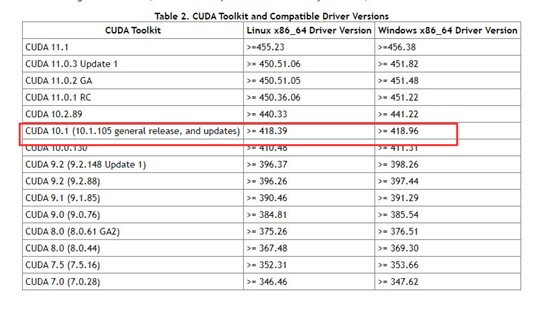 Table 2. CUDA Toolkit and Compatible Driver Versions
CUDA Toolkit Linux x86_64 Driver Version Windows x86_64 Driver Version
CUDA 11.1 >=455.23 >=456.38
CUDA 11.0.3 Update 1 >= 450.51.06 >= 451.82
CUDA 11.0.2 GA >= 450.51.05 >= 451.48
CUDA 11.0.1 RC >= 450.36.06 >= 451.22
CUDA 10.2.89 >= 440.33 >= 441.22
CUDA 10.1 (10.1.105 general release, and updates) >= 418.39 >= 418.96
CUDA 10.0.130 >= 410.48 >= 411.31
CUDA 9.2 (9.2.148 Update 1) >= 396.37 >= 398.26
CUDA 9.2 (9.2.88) >= 396.26 >= 397.44
CUDA 9.1 (9.1.85) >= 390.46 >= 391.29
CUDA 9.0 (9.0.76) >= 384.81 >= 385.54
CUDA 8.0 (8.0.61 GA2) >= 375.26 >= 376.51
CUDA 8.0 (8.0.44) >= 367.48 >= 369.30
CUDA 7.5 (7.5.16) >= 352.31 >= 353.66
CUDA 7.0 (7.0.28) >= 346.46 >= 347.62